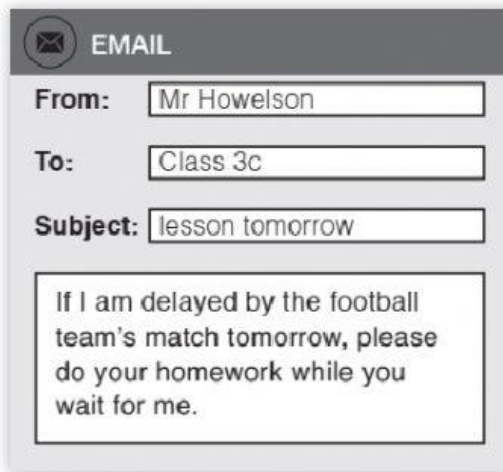 EMAIL
From: Mr Howelson
To: Class 3c
Subject: lesson tomorrow
If I am delayed by the football
team's match tomorrow, please
do your homework while you
wait for me.